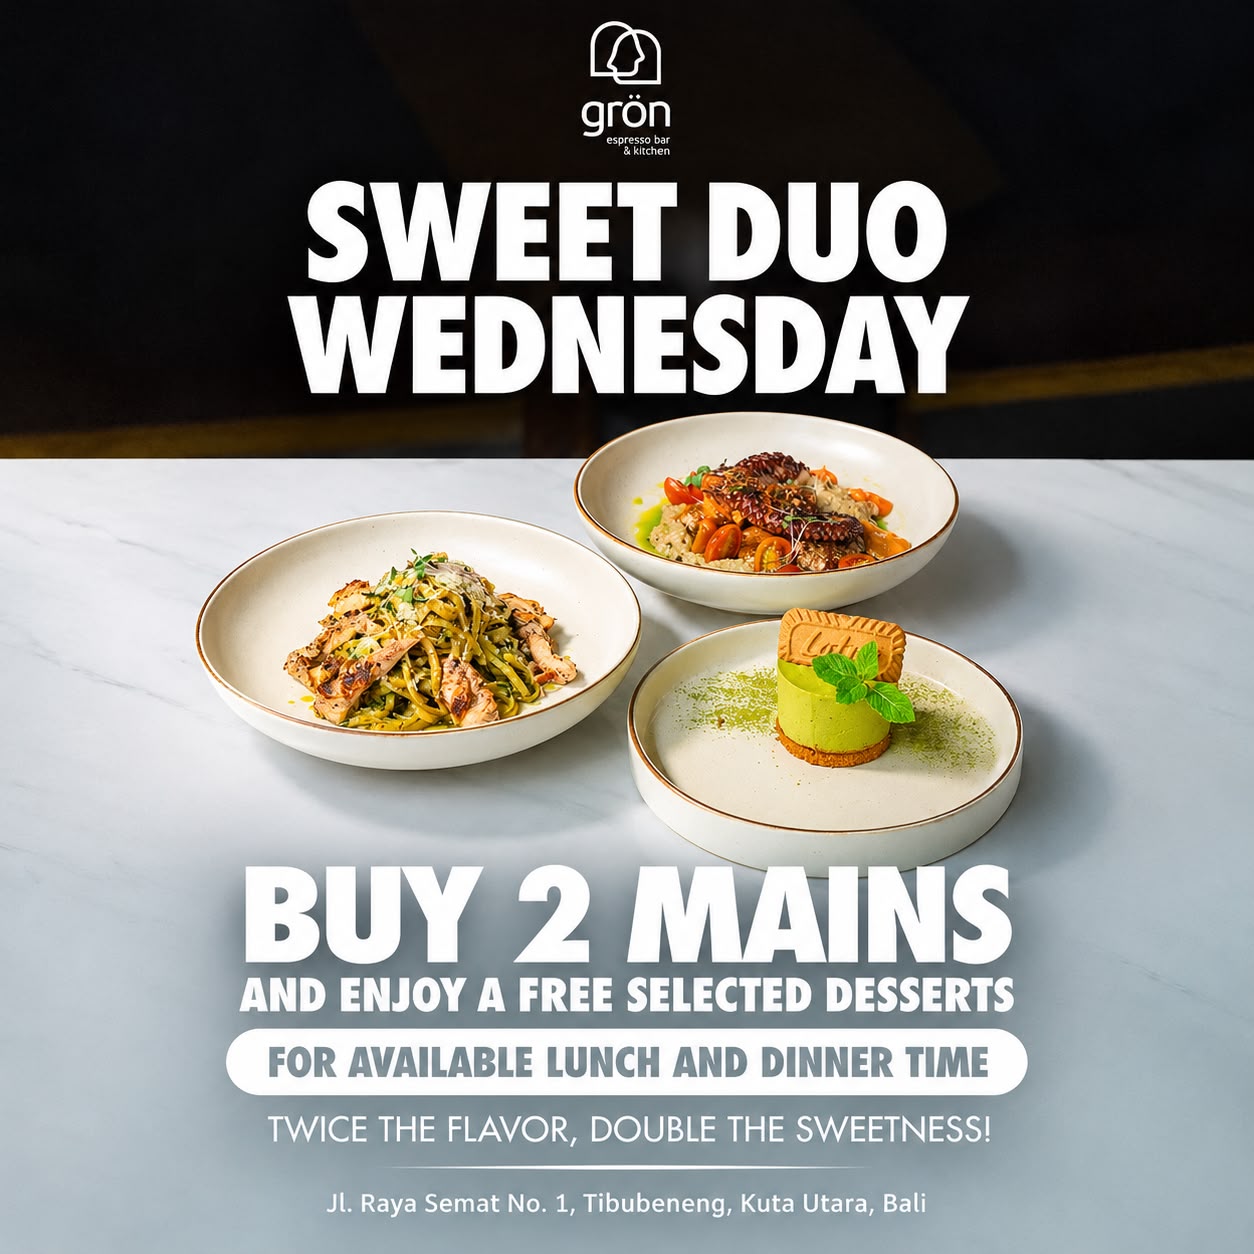 grön
espresso bar
& kitchen
SWEET DUO
WEDNESDAY
BUY 2 MAINS
AND ENJOY A FREE SELECTED DESSERTS
FOR AVAILABLE LUNCH AND DINNER TIME
TWICE THE FLAVOR, DOUBLE THE SWEETNESS!
Jl. Raya Semat No. 1, Tibubeneng, Kuta Utara, Bali